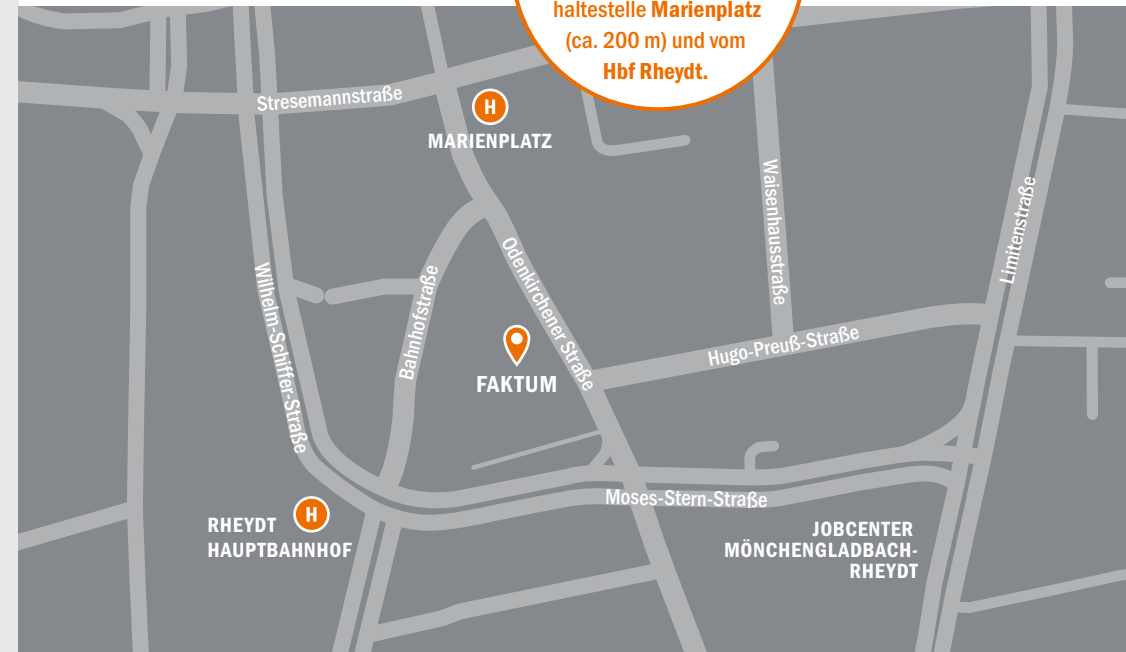 haltestelle Marienplatz
(ca. 200 m) und vom
Hbf Rheydt.
Stresemannstraße
H
MARIENPLATZ
Waisenhausstraße
Limitenstraße
Odenkirchener Straße
Bahnhofstraße
Wilhelm-Schiffer-Straße
Hugo-Preuß-Straße
FAKTUM
Moses-Stern-Straße
H
RHEYDT
HAUPTBAHNHOF
JOBCENTER
MÖNCHENGLADBACH-
RHEYDT